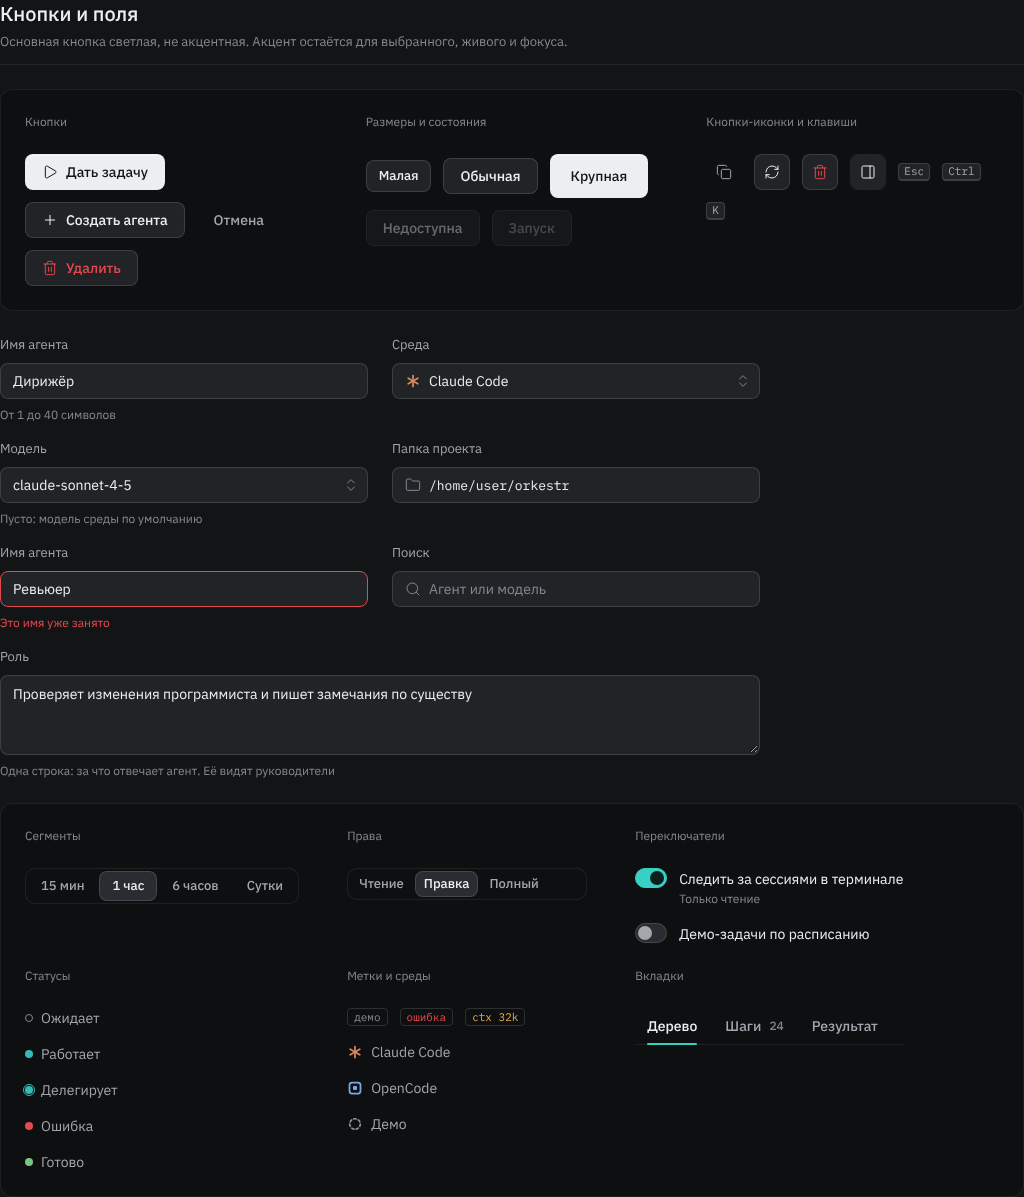 Кнопки и поля
Основная кнопка светлая, не акцентная. Акцент остаётся для выбранного, живого и фокуса.
Кнопки
Дать задачу
Создать агента
Отмена
Удалить
Размеры и состояния
Малая
Обычная
Крупная
Недоступна
Запуск
Кнопки-иконки и клавиши
Esc
Ctrl
K
Имя агента
Дирижёр
От 1 до 40 символов
Среда
Claude Code
Модель
claude-sonnet-4-5
Пусто: модель среды по умолчанию
Папка проекта
/home/user/orkestr
Имя агента
Ревьюер
Это имя уже занято
Поиск
Агент или модель
Роль
Проверяет изменения программиста и пишет замечания по существу
Одна строка: за что отвечает агент. Её видят руководители
Сегменты
15 мин
1 час
6 часов
Сутки
Права
Чтение
Правка
Полный
Переключатели
Следить за сессиями в терминале
Только чтение
Демо-задачи по расписанию
Статусы
Ожидает
Работает
Делегирует
Ошибка
Готово
Метки и среды
демо
ошибка
ctx 32k
Claude Code
OpenCode
Демо
Вкладки
Дерево
Шаги 24
Результат